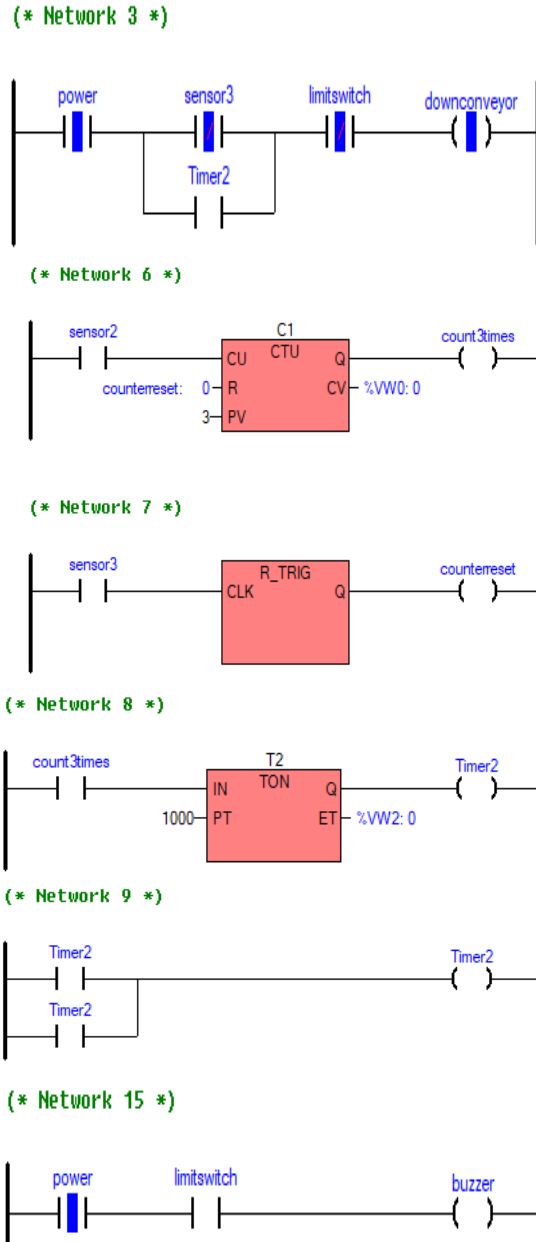 (* Network 3 *)
power sensor3 limitswitch downconveyor
Timer2
(* Network 6 *)
sensor2 C1 count3times
CTU
CU Q
counterreset: 0 R CV %VW0: 0
3 PV
(* Network 7 *)
sensor3 R_TRIG counterreset
CLK Q
(* Network 8 *)
count3times T2 Timer2
TON
IN Q
1000 PT ET %VW2: 0
(* Network 9 *)
Timer2 Timer2
Timer2
(* Network 15 *)
power limitswitch buzzer